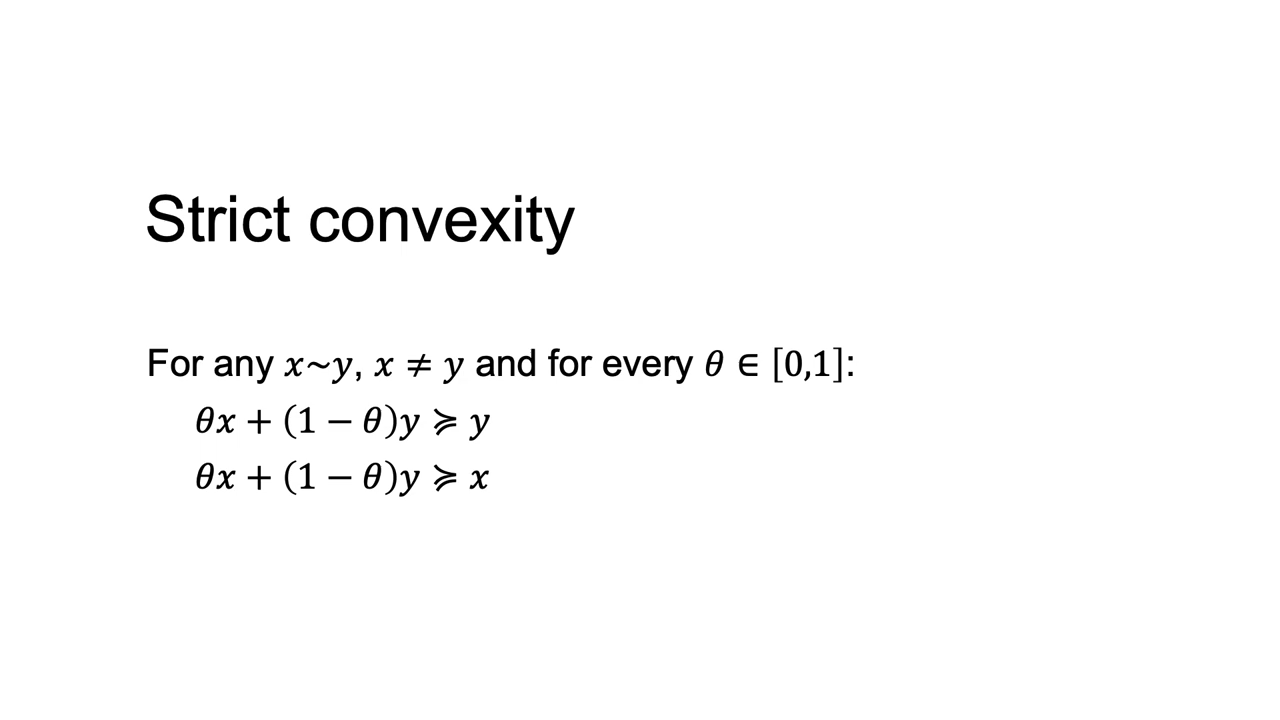 Strict convexity
For any 𝑥~𝑦, 𝑥 ≠ 𝑦 and for every 𝜃 ∈ [0,1]:
𝜃𝑥 + (1 − 𝜃)𝑦 ≽ 𝑦
𝜃𝑥 + (1 − 𝜃)𝑦 ≽ 𝑥